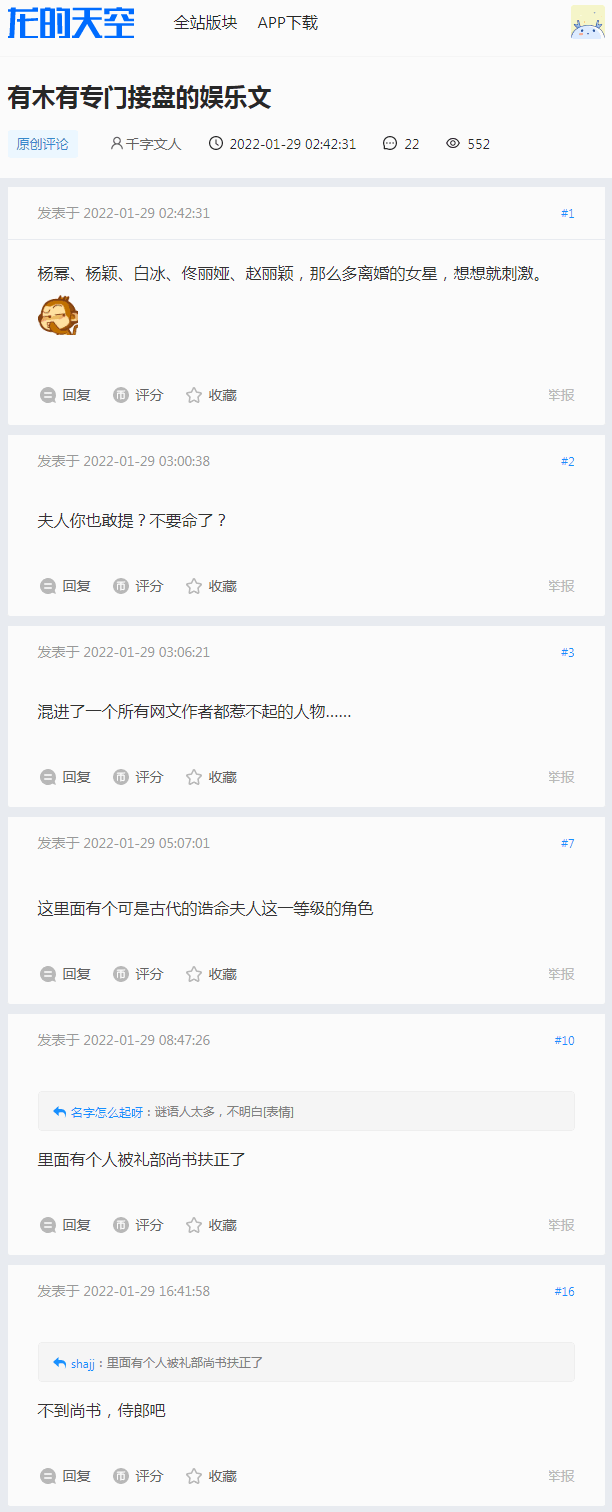 龙的天空 全站版块 APP下载
有木有专门接盘的娱乐文
原创评论 千字文人 2022-01-29 02:42:31 22 552
发表于 2022-01-29 02:42:31 #1
杨幂、杨颖、白冰、佟丽娅、赵丽颖，那么多离婚的女星，想想就刺激。
回复 评分 收藏 举报
发表于 2022-01-29 03:00:38 #2
夫人你也敢提？不要命了？
回复 评分 收藏 举报
发表于 2022-01-29 03:06:21 #3
混进了一个所有网文作者都惹不起的人物......
回复 评分 收藏 举报
发表于 2022-01-29 05:07:01 #7
这里面有个可是古代的诰命夫人这一等级的角色
回复 评分 收藏 举报
发表于 2022-01-29 08:47:26 #10
名字怎么起呀：谜语人太多，不明白[表情]
里面有个人被礼部尚书扶正了
回复 评分 收藏 举报
发表于 2022-01-29 16:41:58 #16
shajj：里面有个人被礼部尚书扶正了
不到尚书，侍郎吧
回复 评分 收藏 举报